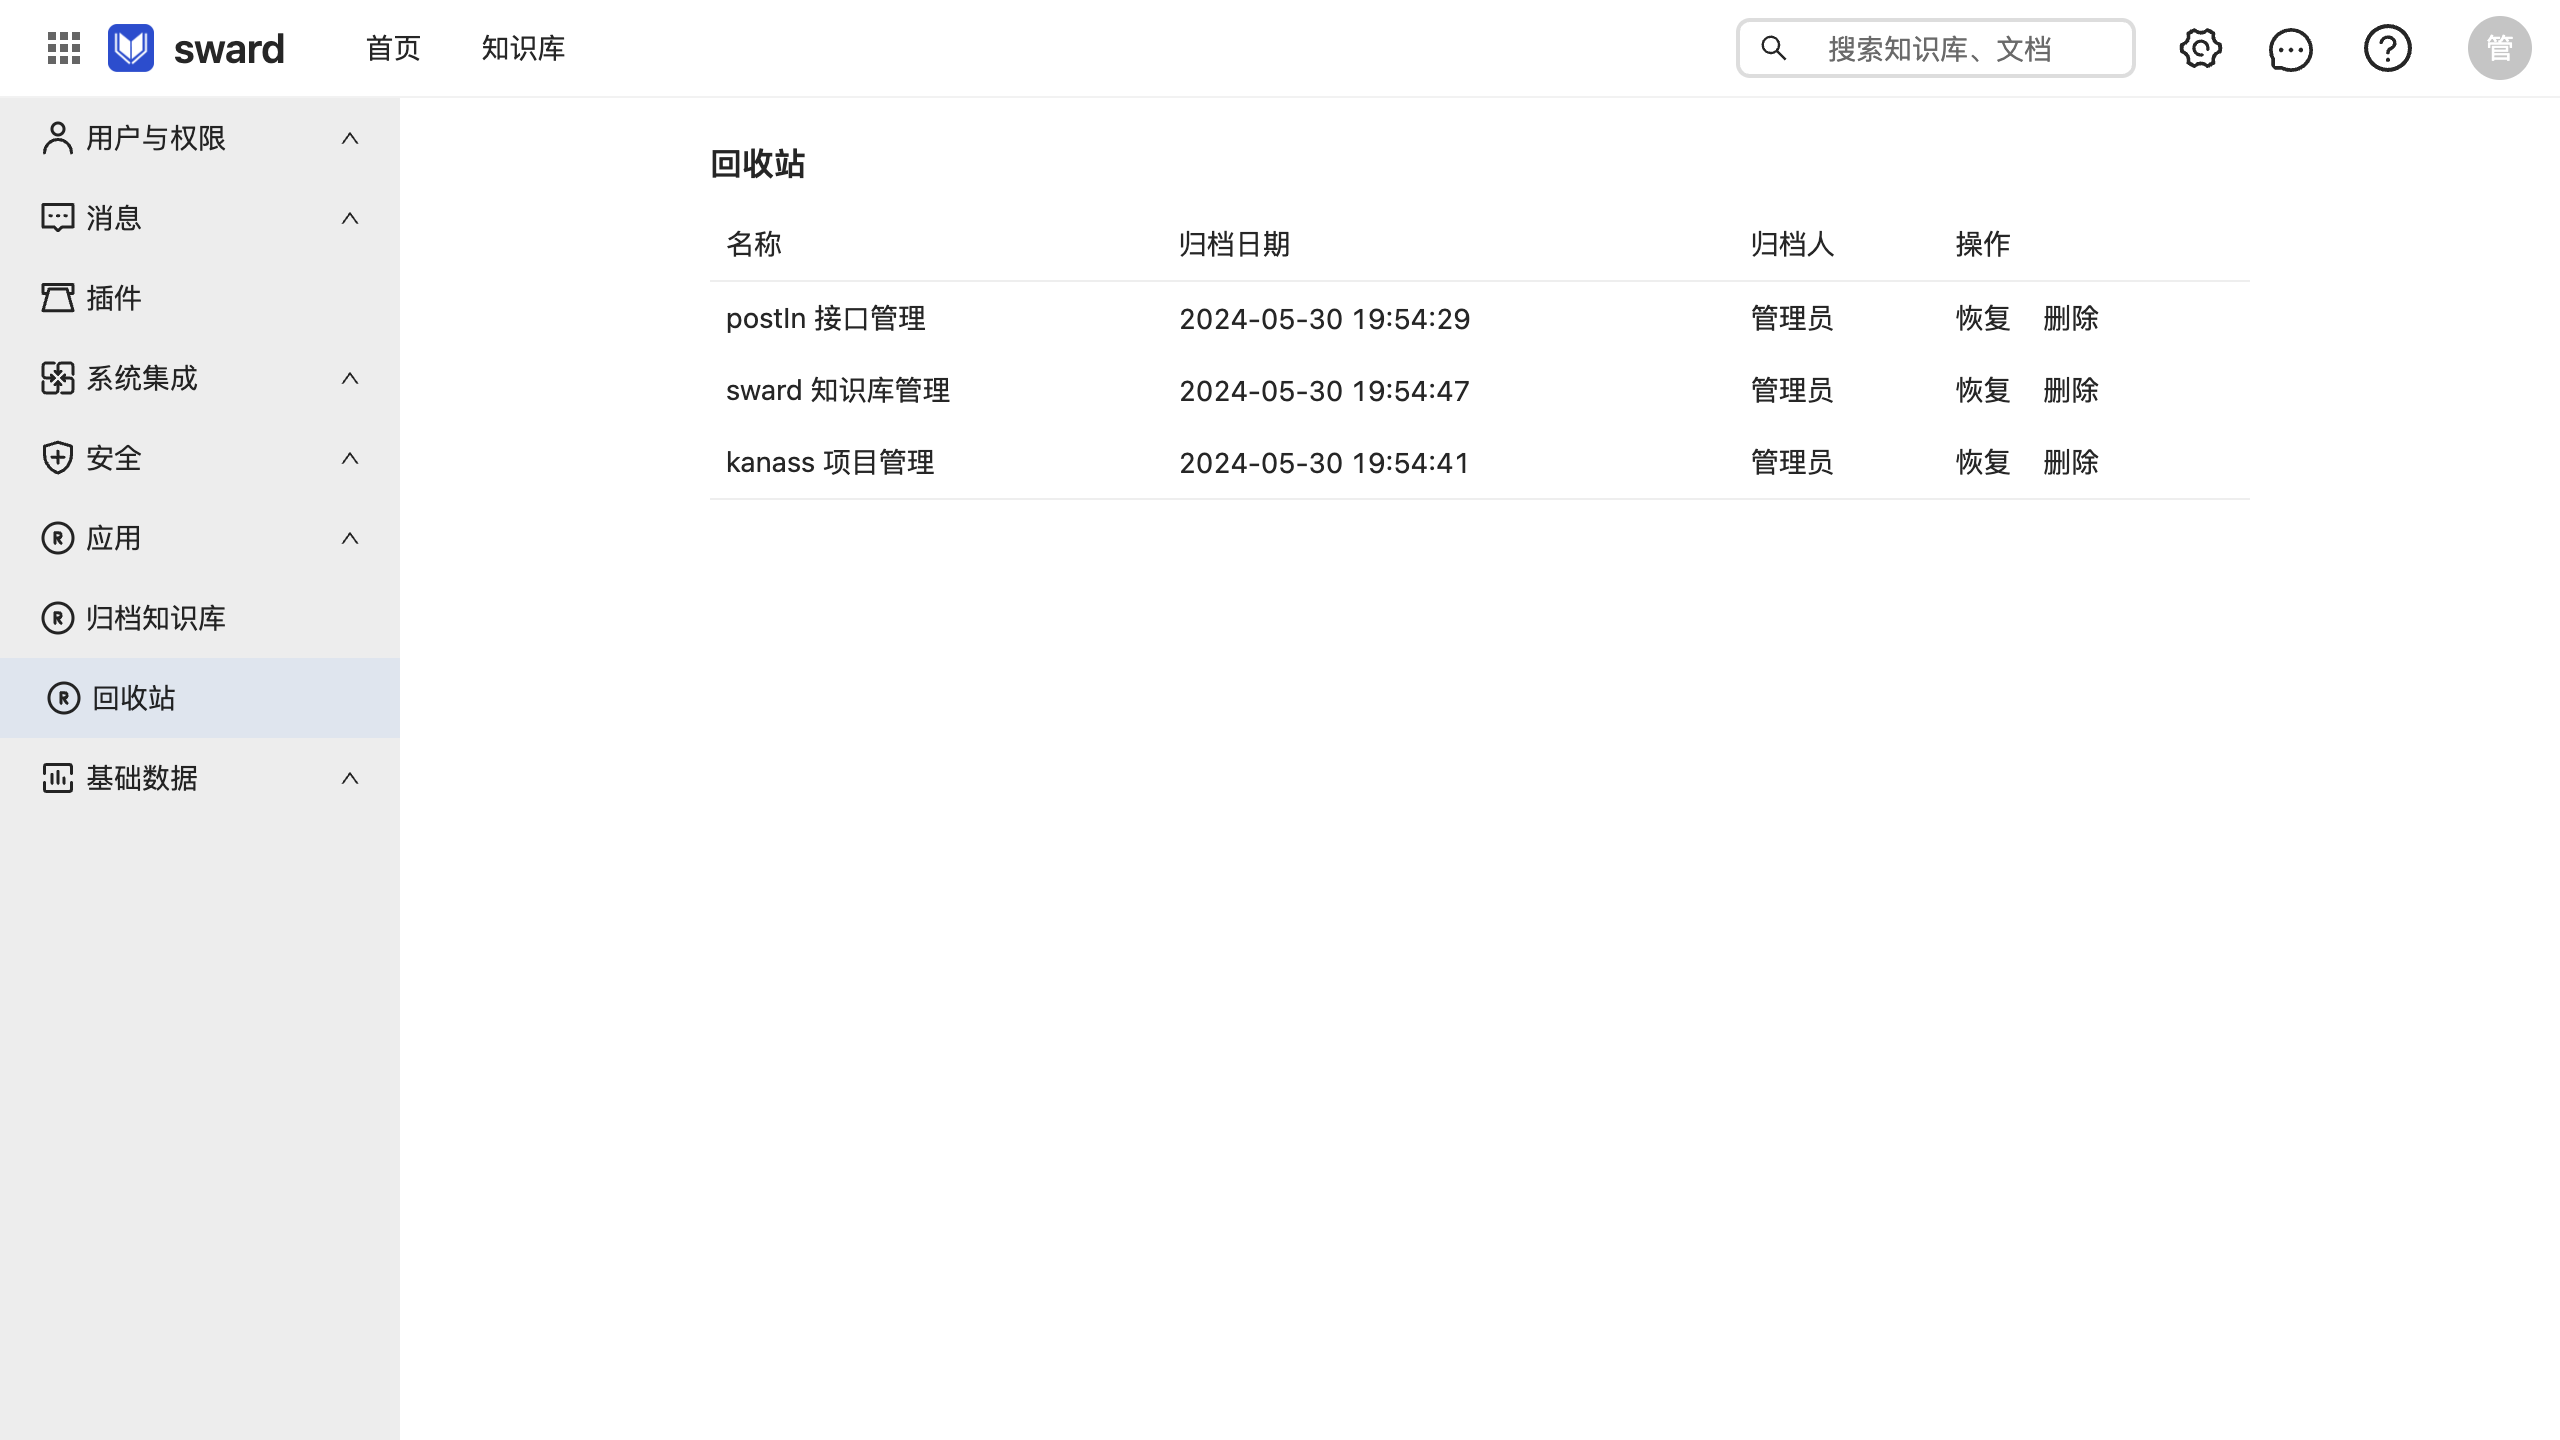 sward 首页 知识库 搜索知识库、文档 管
用户与权限
消息
插件
系统集成
安全
应用
归档知识库
回收站
基础数据
回收站
名称 归档日期 归档人 操作
postIn 接口管理 2024-05-30 19:54:29 管理员 恢复 删除
sward 知识库管理 2024-05-30 19:54:47 管理员 恢复 删除
kanass 项目管理 2024-05-30 19:54:41 管理员 恢复 删除